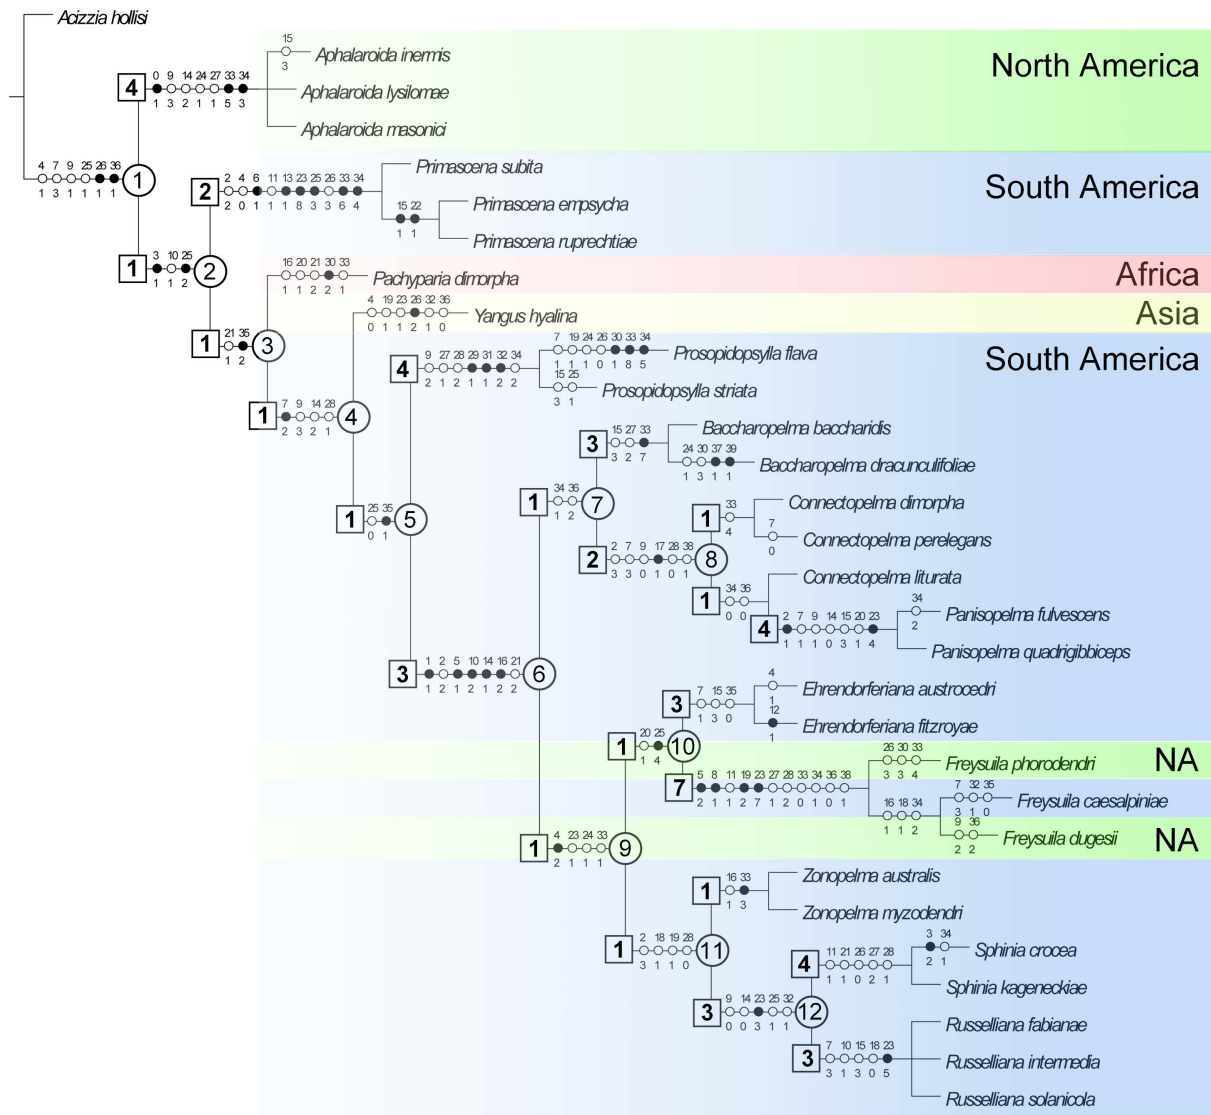 Acizzia hollisi
15
3
Aphalaroida inermis
North America
4
0 9 14 24 27 33 34
1 3 2 1 1 5 3
Aphalaroida lysilomae
Aphalaroida masonici
4 7 9 25 26 36
1 3 1 1 1 1
1
Primascena subita
South America
2
2 4 6 11 13 23 25 26 33 34
2 0 1 1 1 8 3 3 6 4
15 22
1 1
Primascena empsycha
Primascena ruprechtiae
1
3 10 25
1 1 2
2
16 20 21 30 33
1 1 2 2 1
Pachyparia dimorpha
Africa
4 19 23 26 32 36
0 1 1 2 1 0
Yangus hyalina
Asia
1
21 35
1 2
3
South America
4
9 27 28 29 31 32 34
2 1 2 1 1 2 2
7 19 24 26 30 33 34
1 1 1 0 1 8 5
Prosopidopsylla flava
15 25
3 1
Prosopidopsylla striata
1
7 9 14 28
2 3 2 1
4
3
15 27 33
3 2 7
Baccharopelma baccharidis
24 30 37 39
1 3 1 1
Baccharopelma dracunculifoliae
1
34 36
1 2
7
1
25 35
0 1
5
1
33
4
Connectopelma dimorpha
7
0
Connectopelma perelegans
2
2 7 9 17 28 38
3 3 0 1 0 1
8
1
34 36
0 0
Connectopelma liturata
4
2 7 9 14 15 20 23
1 1 1 0 3 1 4
34
2
Panisopelma fulvescens
Panisopelma quadrigibbiceps
3
1 2 5 10 14 16 21
1 2 1 2 1 2 2
6
3
7 15 35
1 3 0
4
1
Ehrendorferiana austrocedri
12
1
Ehrendorferiana fitzroyae
1
20 25
1 4
10
26 30 33
3 3 4
Freysuila phorodendri
NA
7
5 8 11 19 23 27 28 33 34 36 38
2 1 1 2 7 1 2 0 1 0 1
16 18 34
1 1 2
7 32 35
3 1 0
Freysuila caesalpiniae
9 36
2 2
Freysuila dugesii
NA
1
4 23 24 33
2 1 1 1
9
1
16 33
1 3
Zonopelma australis
Zonopelma myzodendri
1
2 18 19 28
3 1 1 0
11
4
11 21 26 27 28
1 1 0 2 1
3 34
2 1
Sphinia crocea
Sphinia kageneckiae
3
9 14 23 25 32
0 0 3 1 1
12
3
7 10 15 18 23
3 1 3 0 5
Russelliana fabianae
Russelliana intermedia
Russelliana solanicola